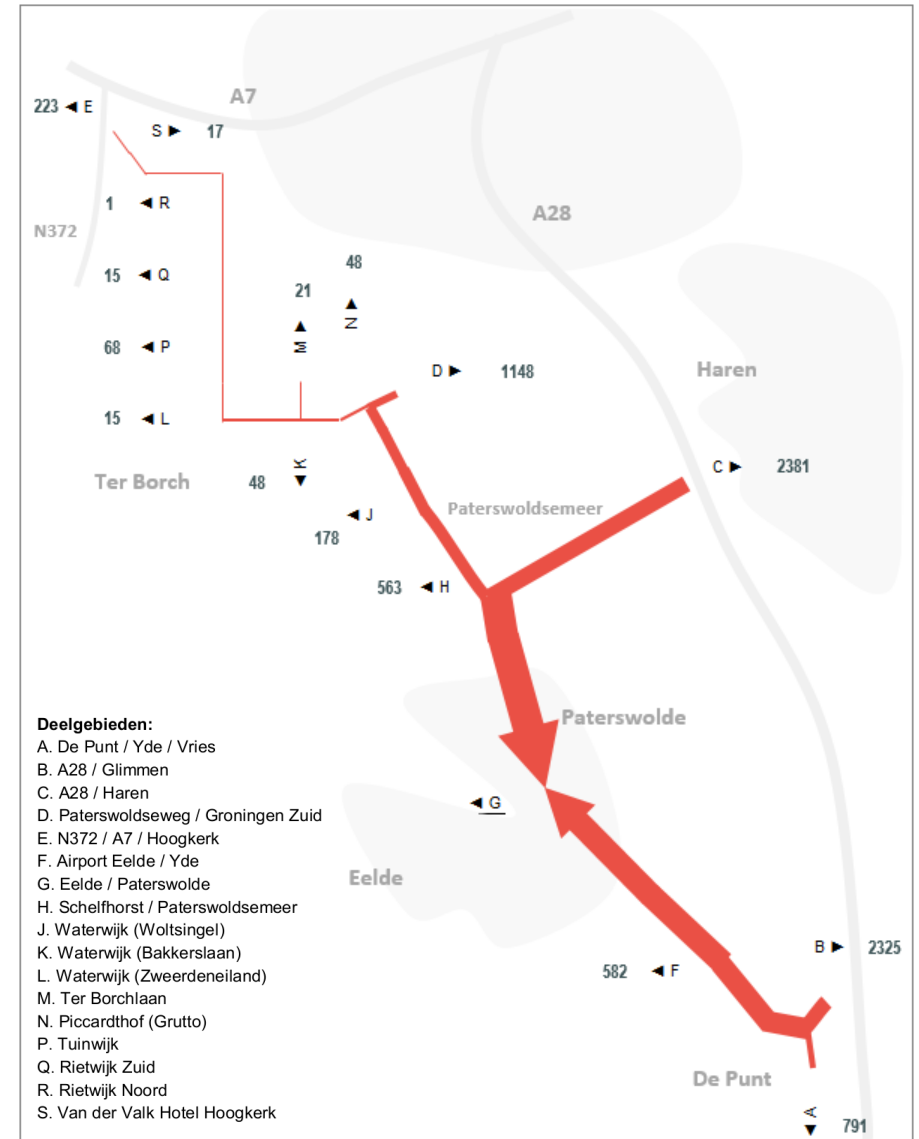 A7
223 ◄ E
S ► 17
1 ◄ R
A28
N372
48
15 ◄ Q
21
N ►
M ►
68 ◄ P
D ► 1148
Haren
15 ◄ L
C ► 2381
Ter Borch
48
K ►
Paterswoldsemeer
◄ J
178
563 ◄ H
Paterswolde
◄ G
Eelde
B ► 2325
582 ◄ F
De Punt
A ►
791
Deelgebieden:
A. De Punt / Yde / Vries
B. A28 / Glimmen
C. A28 / Haren
D. Paterswoldseweg / Groningen Zuid
E. N372 / A7 / Hoogkerk
F. Airport Eelde / Yde
G. Eelde / Paterswolde
H. Schelfhorst / Paterswoldsemeer
J. Waterwijk (Woltsingel)
K. Waterwijk (Bakkerslaan)
L. Waterwijk (Zweerdeneiland)
M. Ter Borchlaan
N. Piccardthof (Grutto)
P. Tuinwijk
Q. Rietwijk Zuid
R. Rietwijk Noord
S. Van der Valk Hotel Hoogkerk